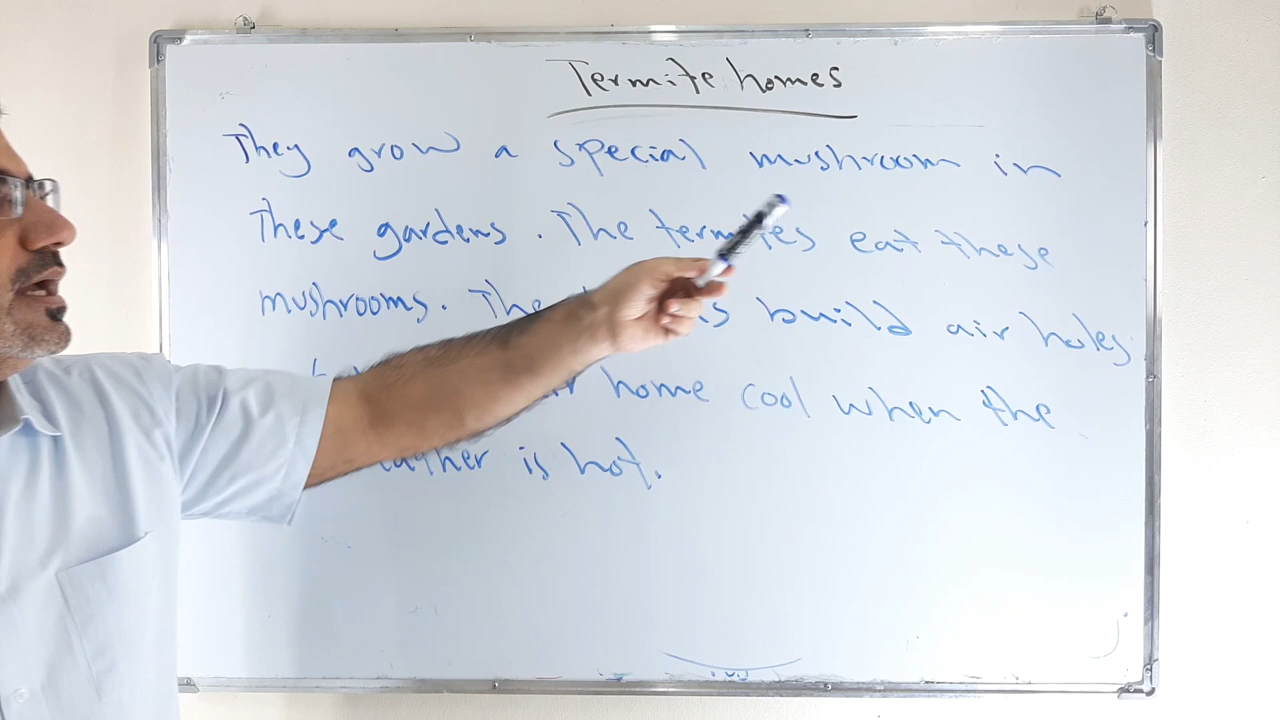 Termite homes
They grow a special mushroom in
these gardens. The termites eat these
mushrooms. The build air holes
home cool when the
is hot.